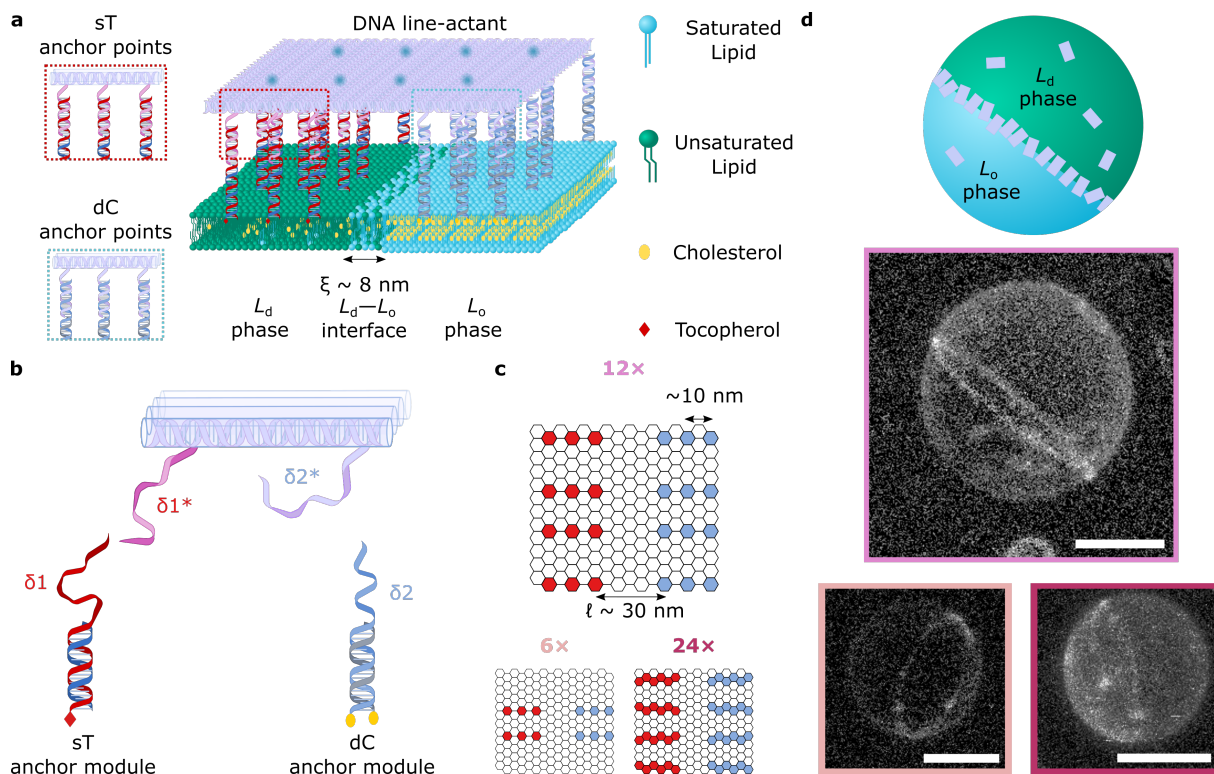 a
sT
anchor points
dC
anchor points
DNA line-actant
ξ ~ 8 nm
Ld
phase
Ld—Lo
interface
Lo
phase
Saturated
Lipid
Unsaturated
Lipid
Cholesterol
Tocopherol
b
δ1*
δ2*
δ1
δ2
sT
anchor module
dC
anchor module
c
12×
~10 nm
ℓ ~ 30 nm
6×
24×
d
Ld
phase
Lo
phase